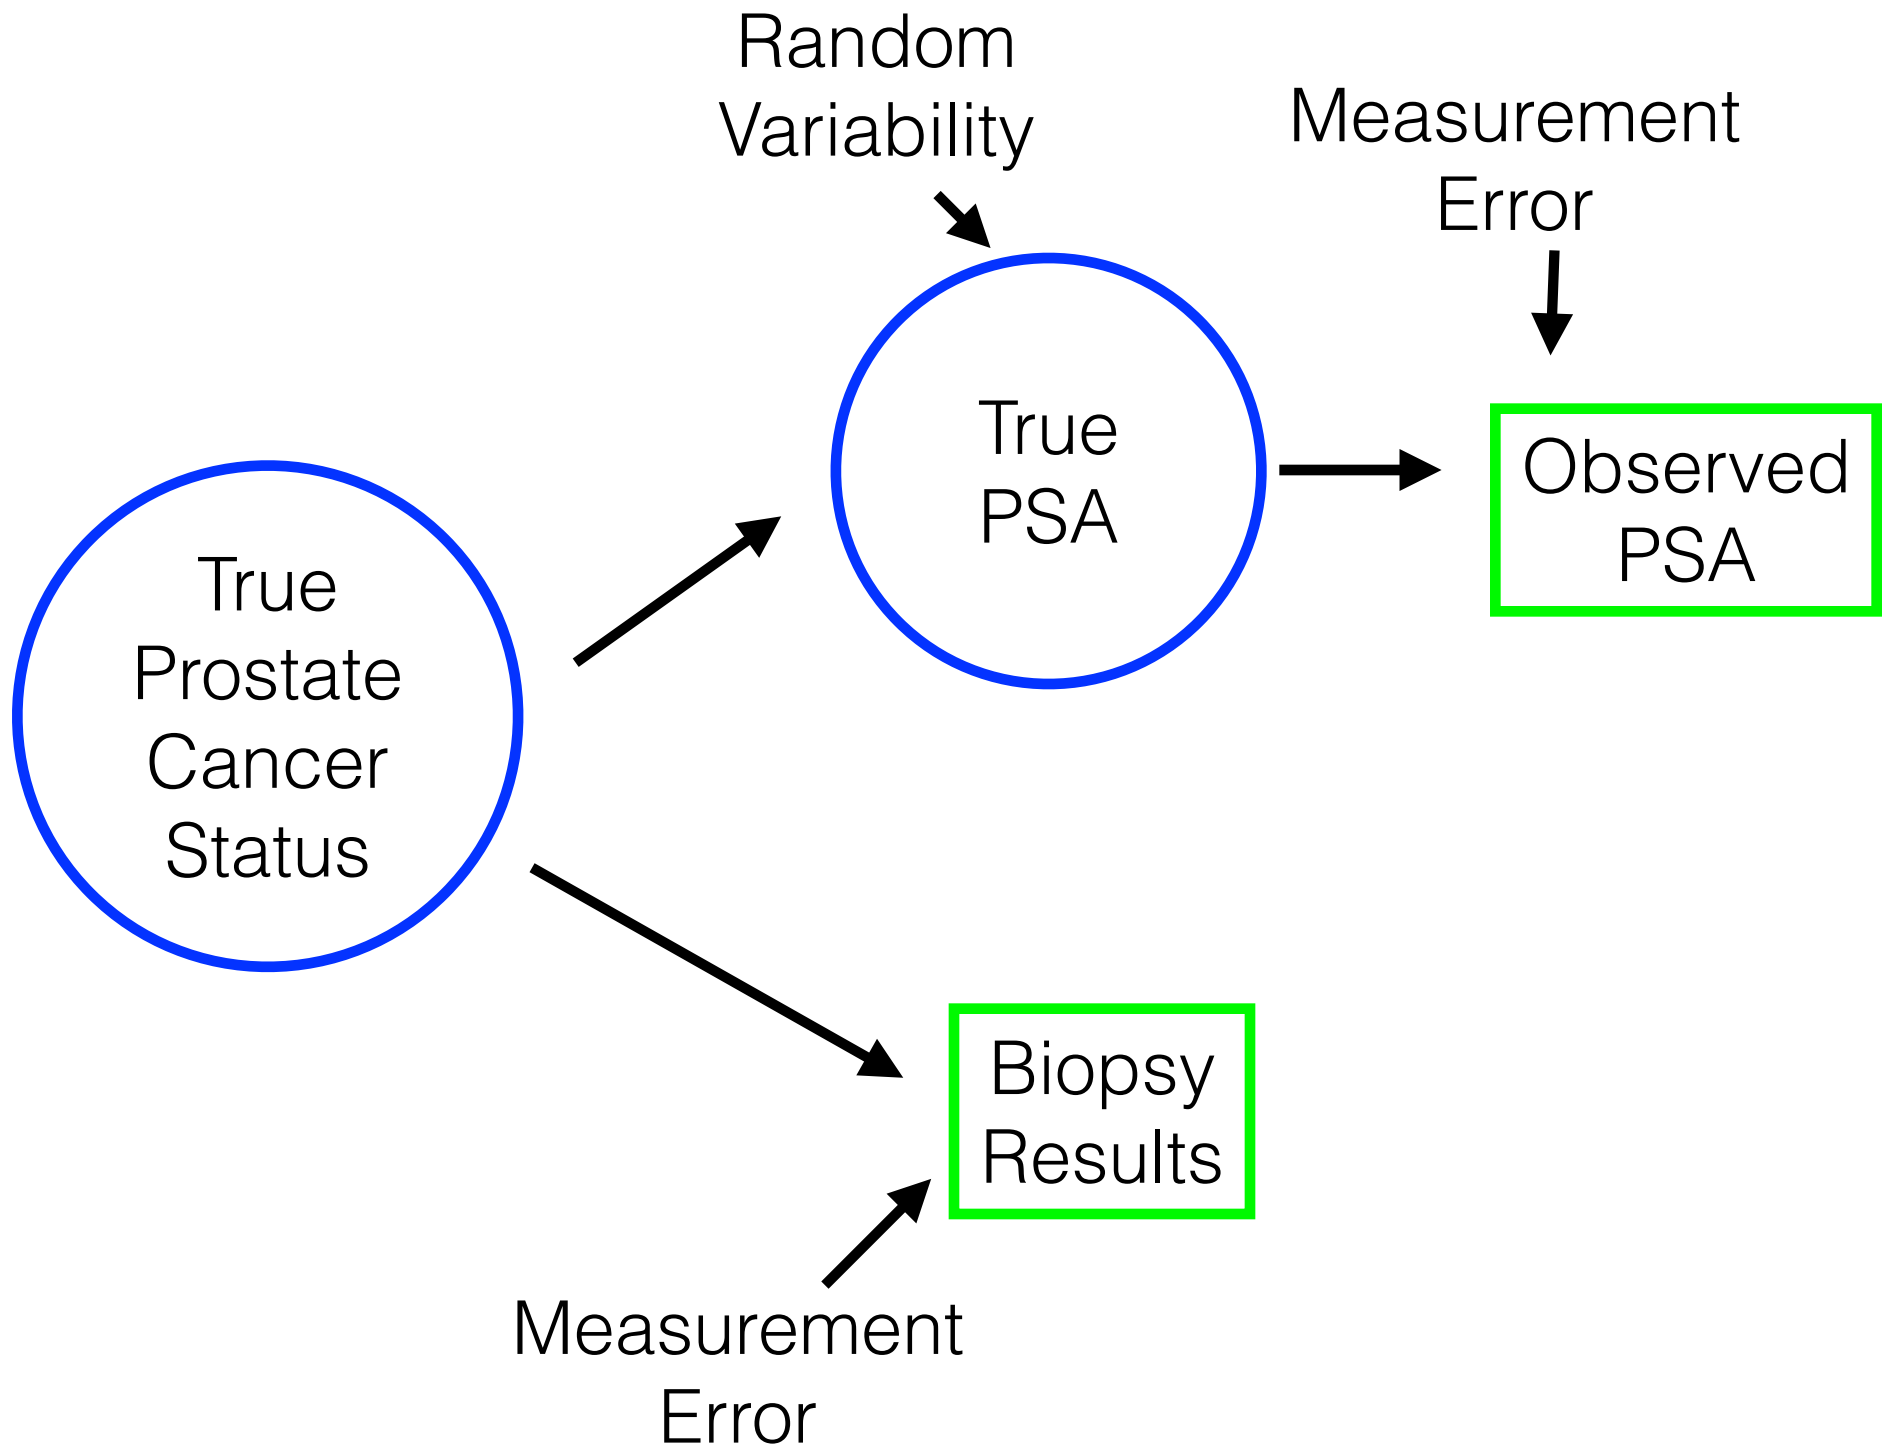 Random
Variability
Measurement
Error
True
PSA
Observed
PSA
True
Prostate
Cancer
Status
Biopsy
Results
Measurement
Error